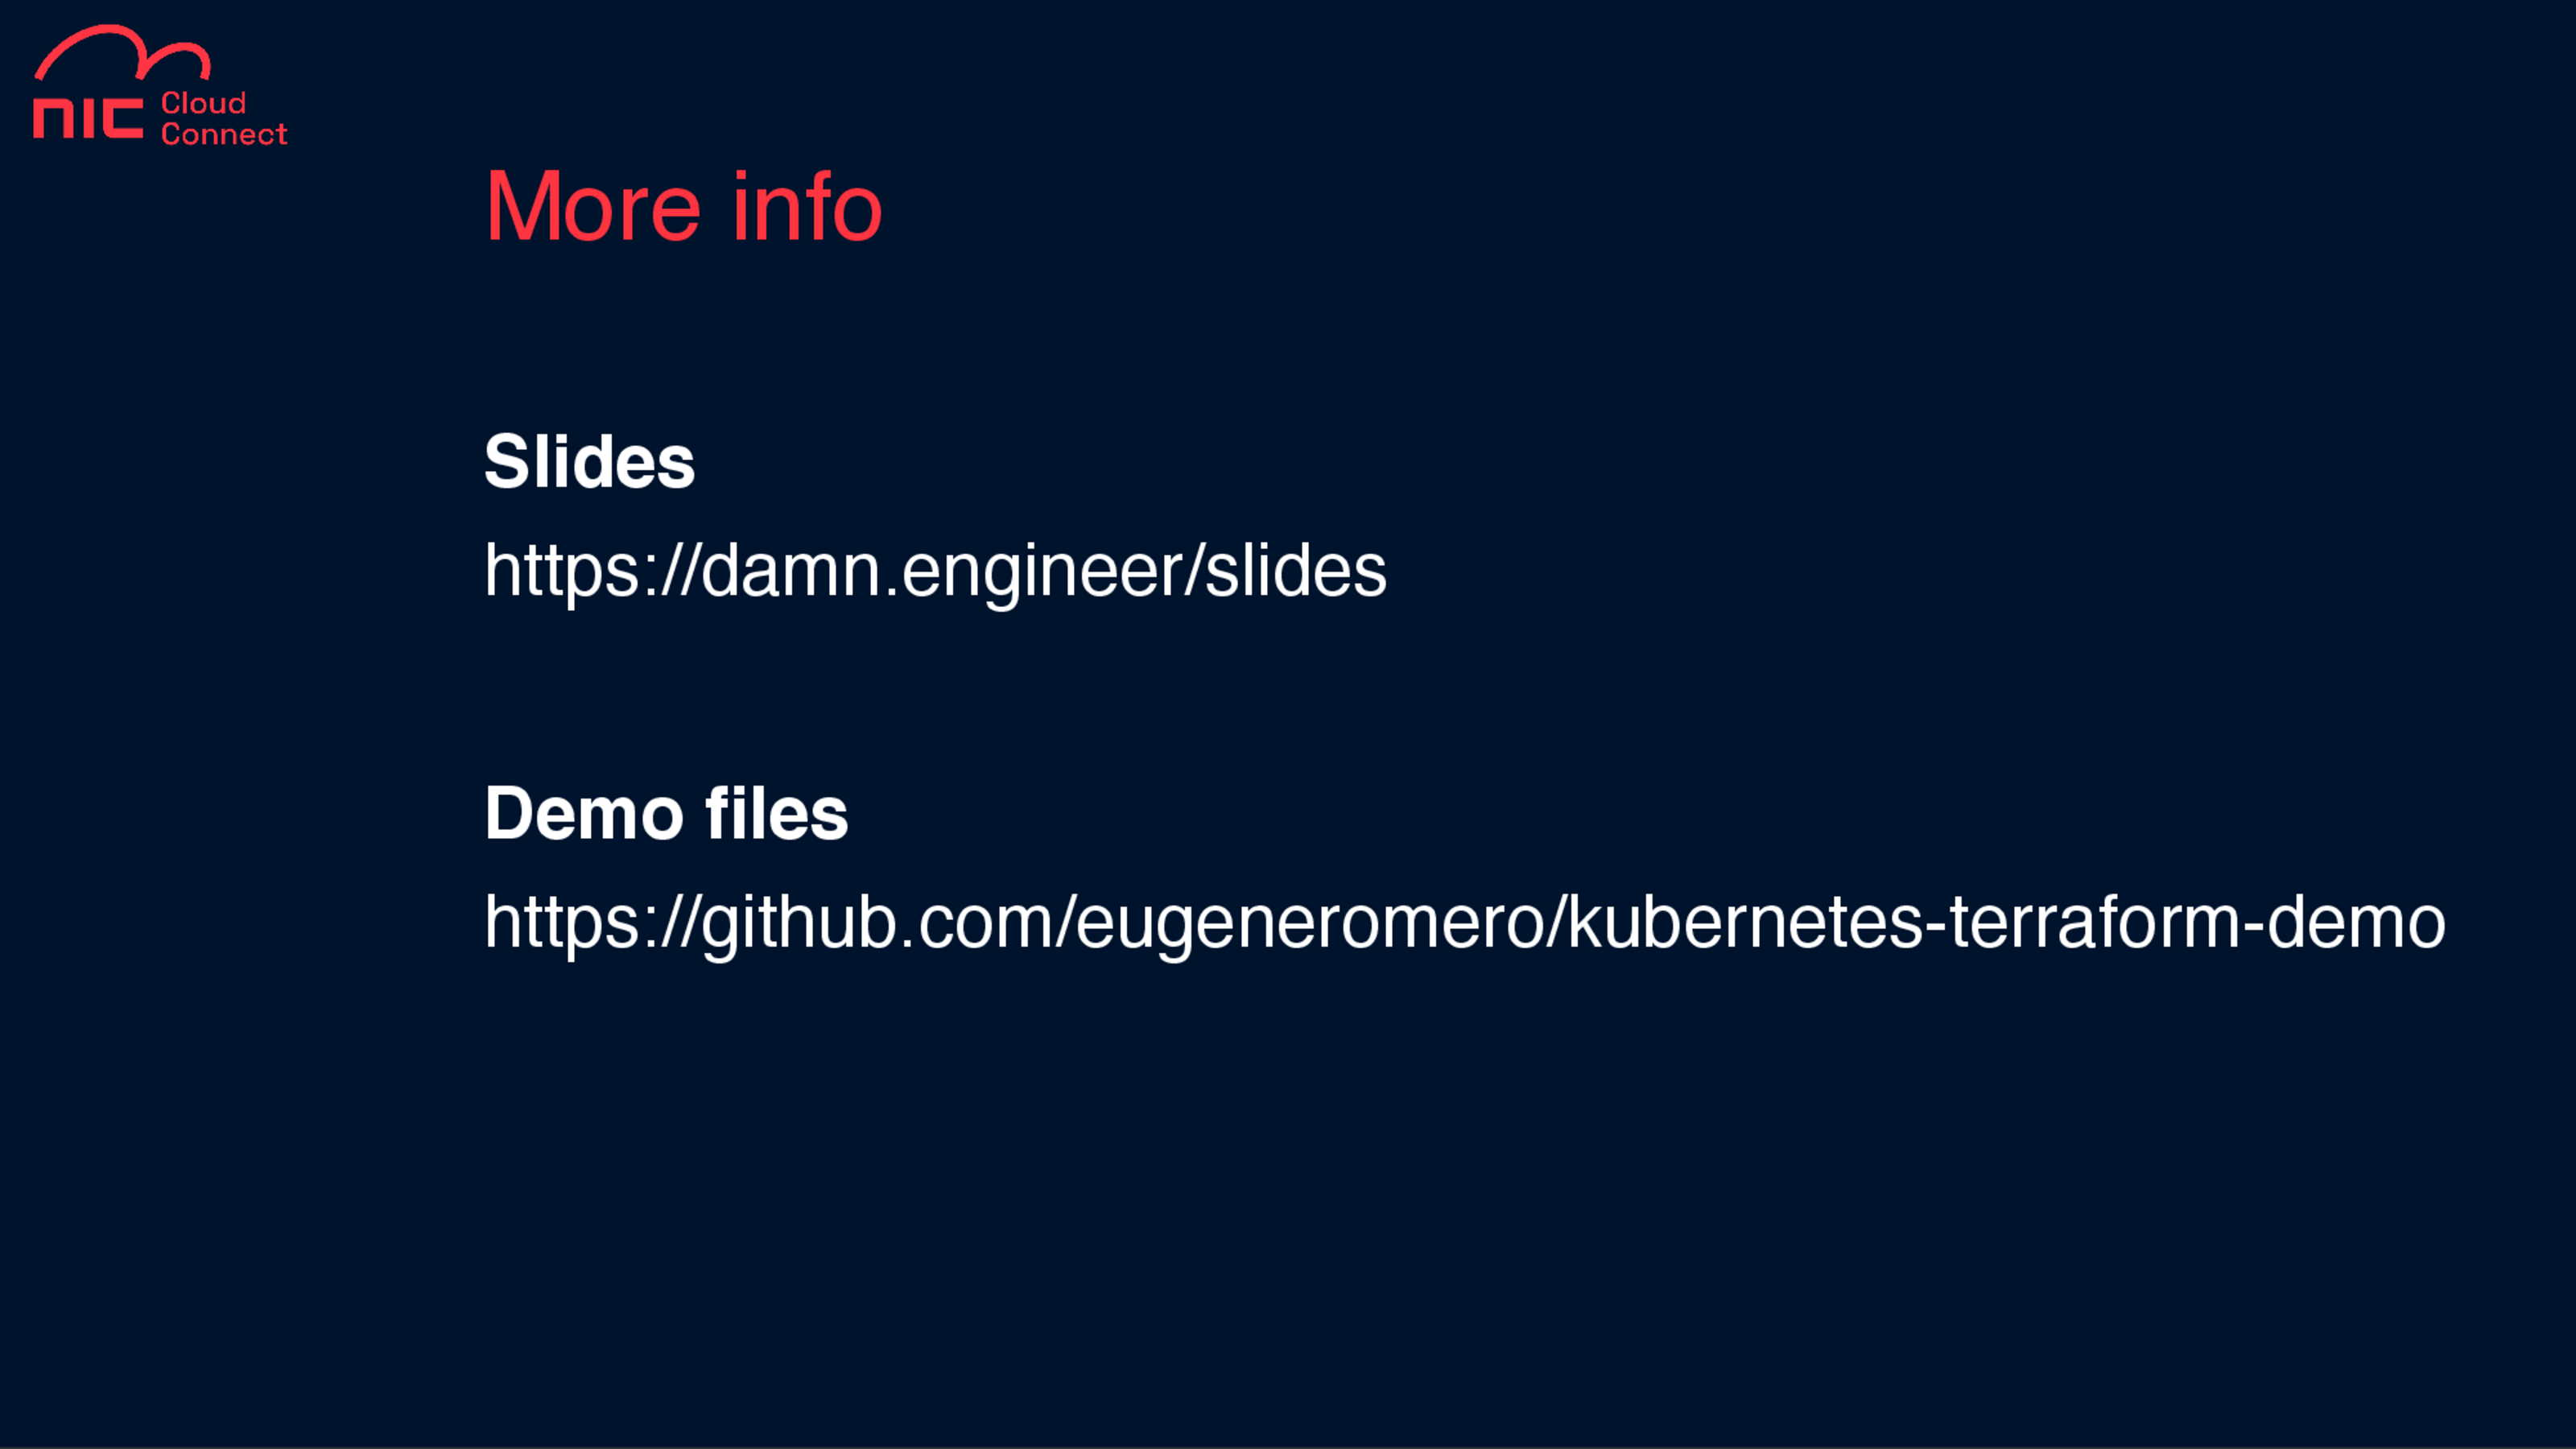 NIC Cloud
Connect
More info
Slides
https://damn.engineer/slides
Demo files
https://github.com/eugeneromero/kubernetes-terraform-demo